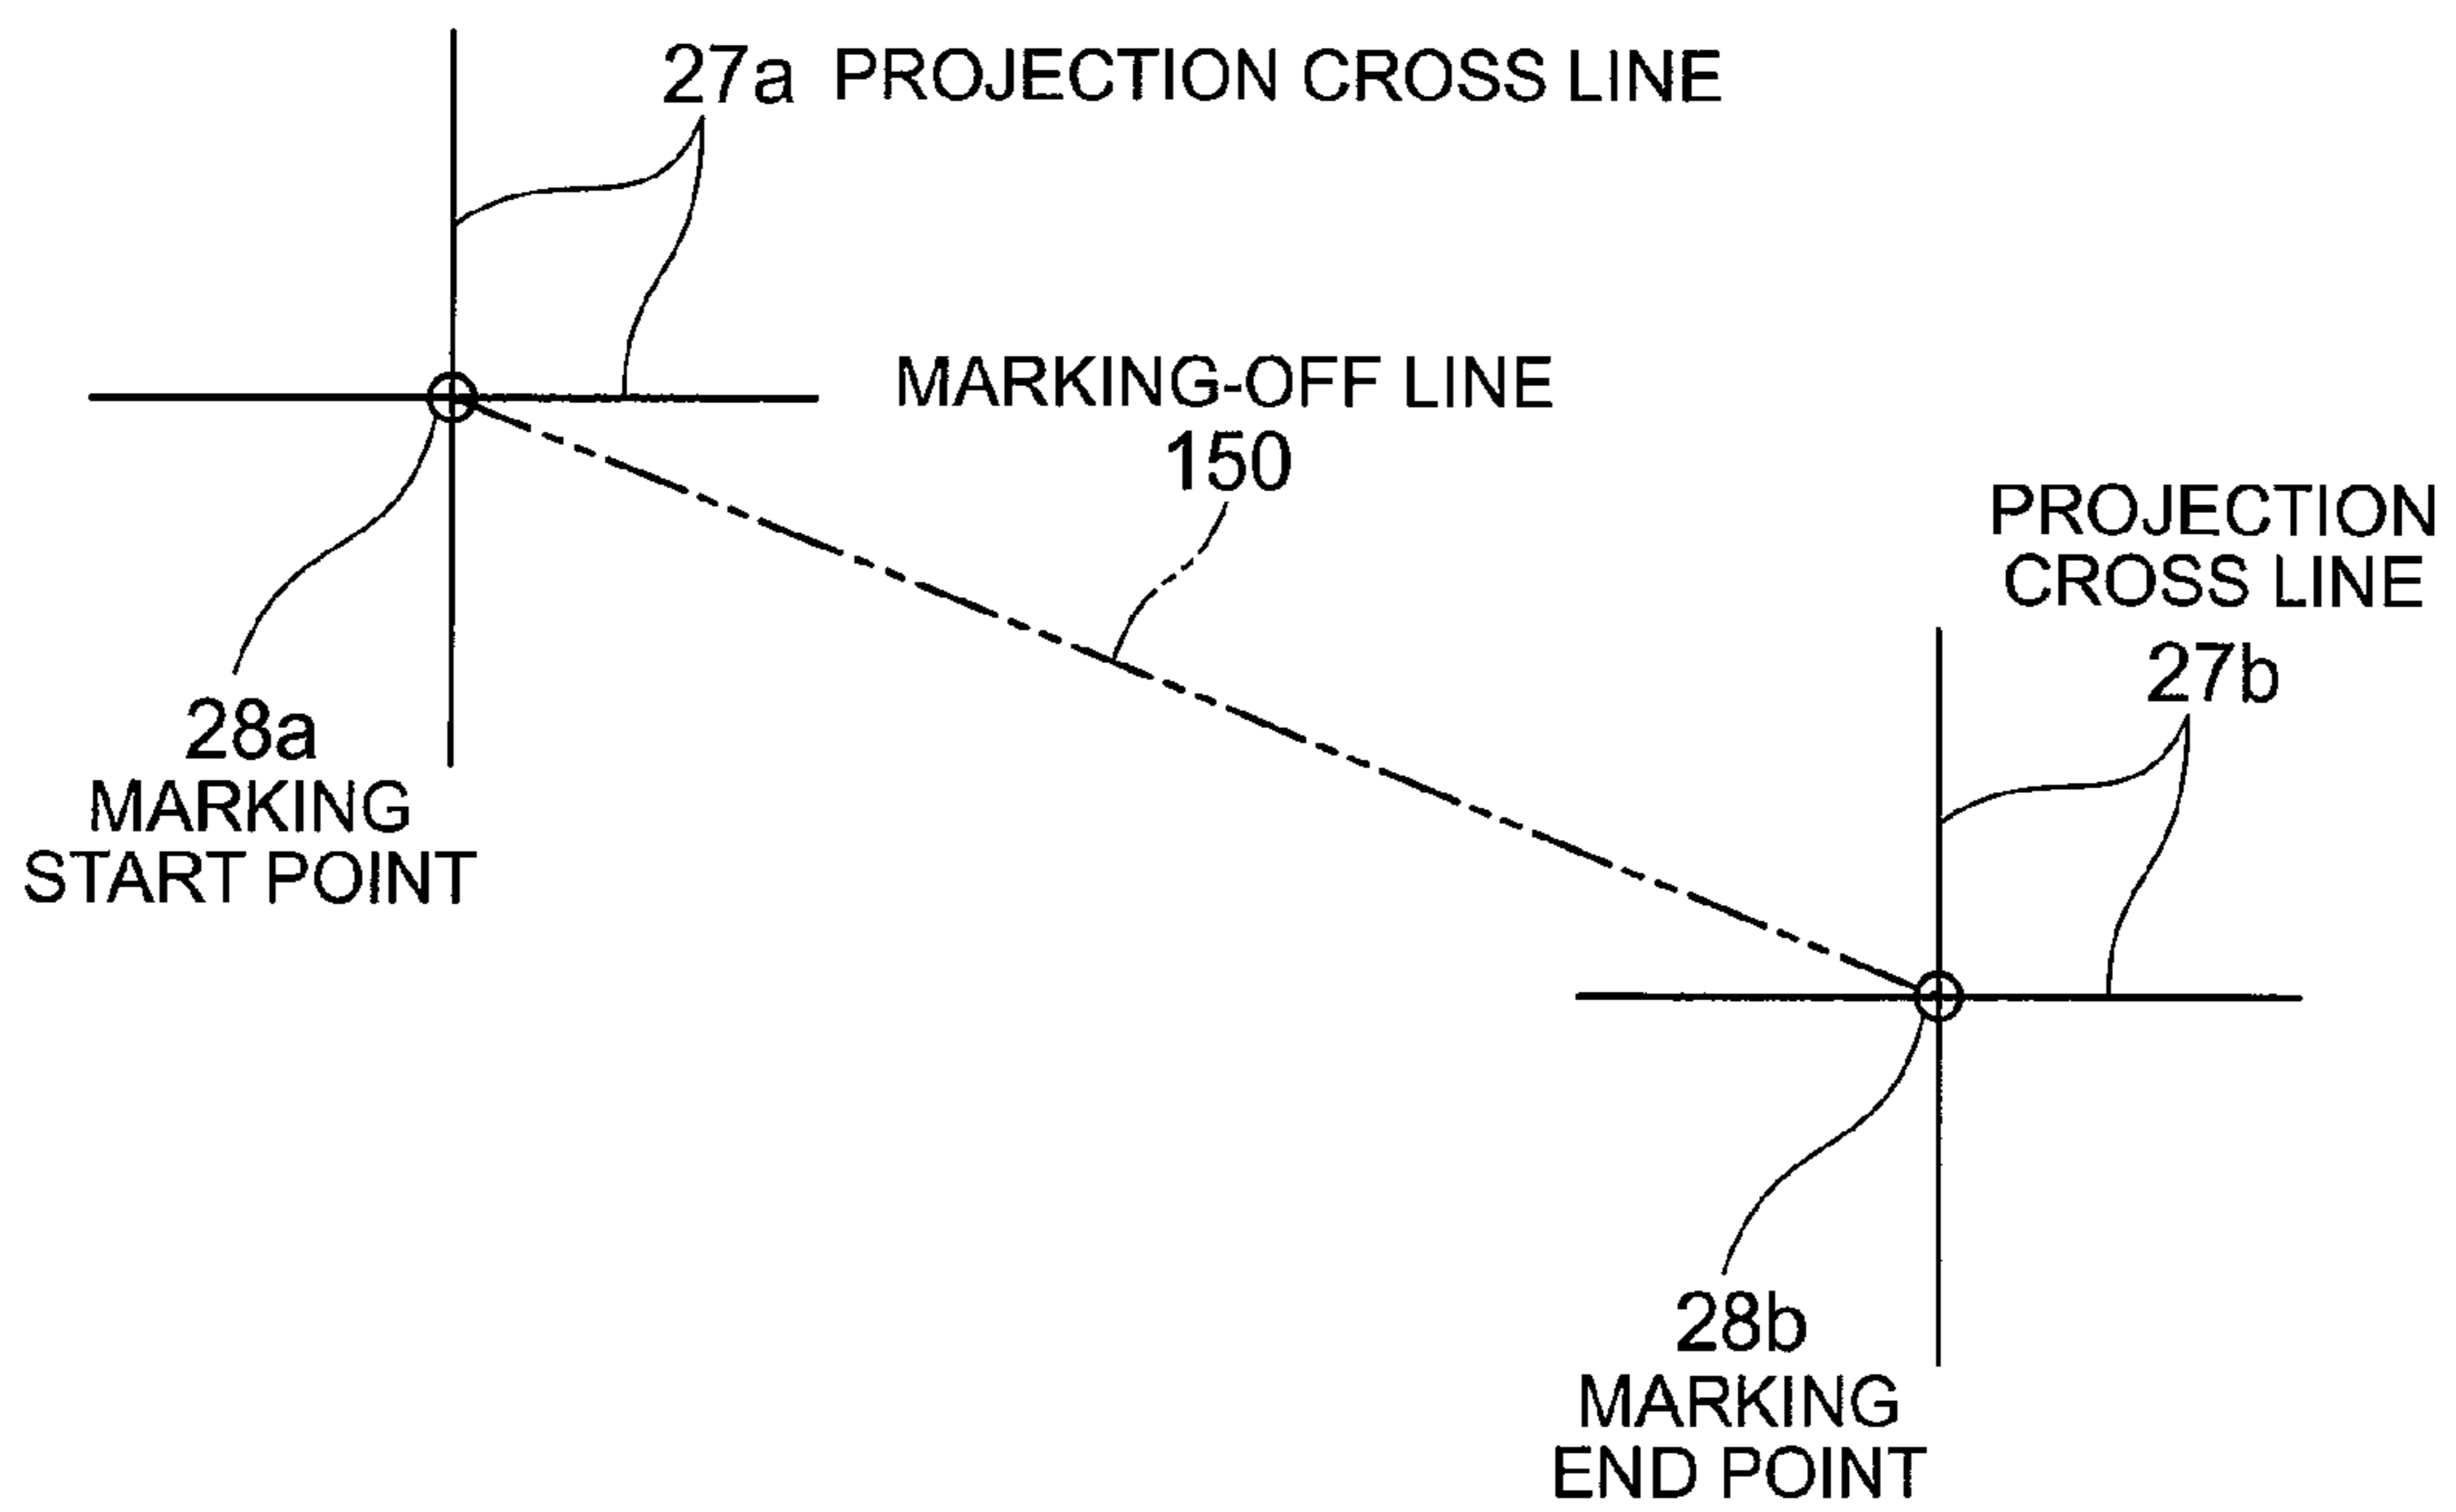 27a PROJECTION CROSS LINE
MARKING-OFF LINE
150
PROJECTION
CROSS LINE
27b
28a
MARKING
START POINT
28b
MARKING
END POINT